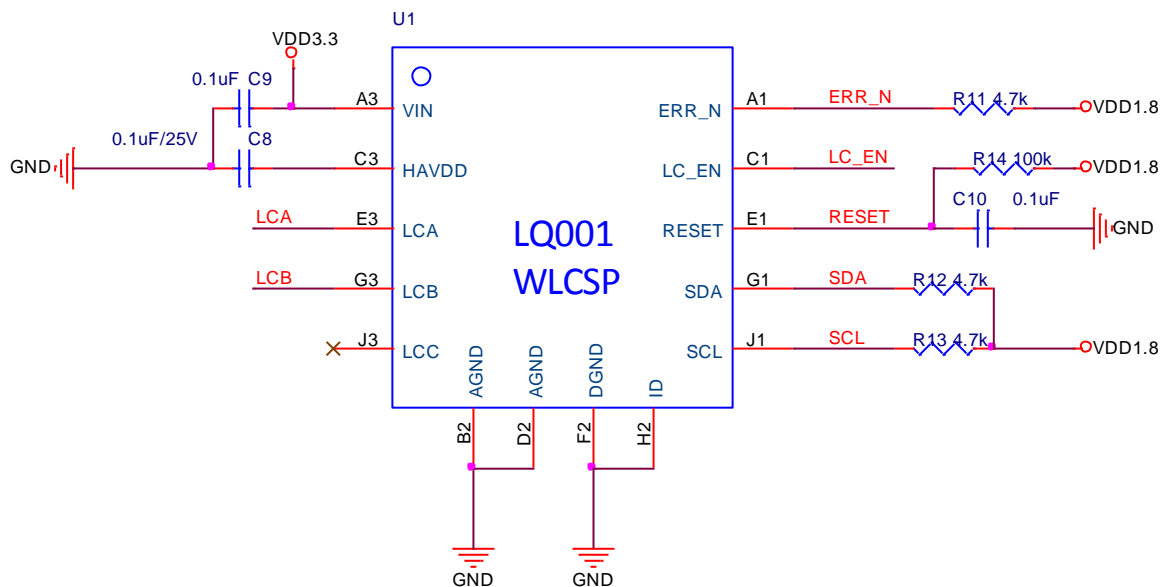 U1
VDD3.3
0.1uF C9
A3 VIN
ERR_N A1 ERR_N R11 4.7k VDD1.8
0.1uF/25V C8
GND
C3 HAVDD
LC_EN C1 LC_EN R14 100k VDD1.8
C10 0.1uF
LCA E3 LCA
RESET E1 RESET GND
LQ001
WLCSP
LCB G3 LCB
SDA G1 SDA R12 4.7k
J3 LCC
SCL J1 SCL R13 4.7k VDD1.8
AGND AGND DGND ID
B2 D2 F2 H2
GND GND